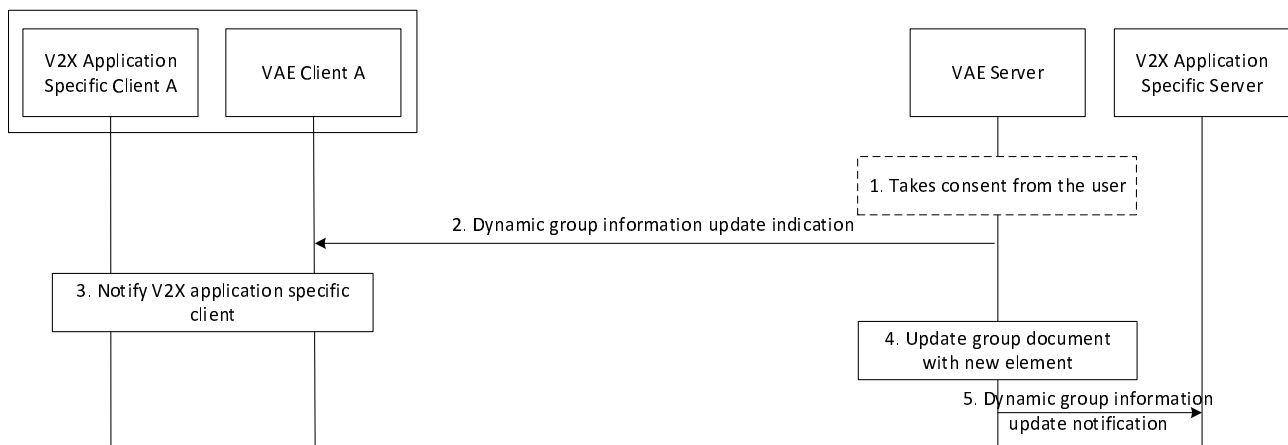 V2X Application
Specific Client A
VAE Client A
VAE Server
V2X Application
Specific Server
1. Takes consent from the user
2. Dynamic group information update indication
3. Notify V2X application specific
client
4. Update group document
with new element
5. Dynamic group information
update notification